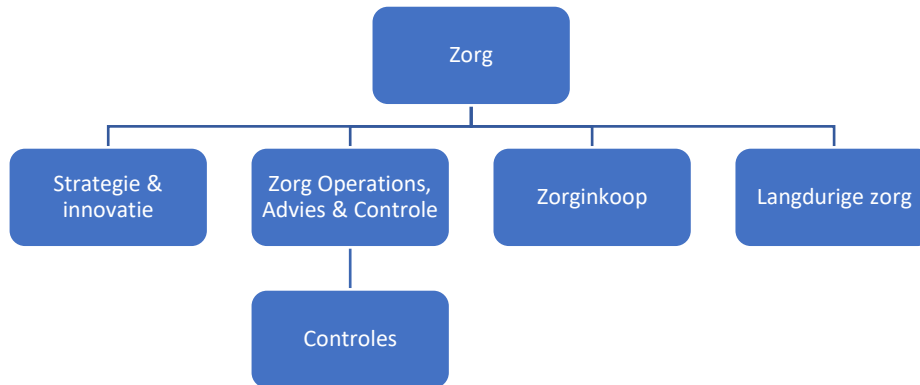 Zorg
Strategie &
innovatie
Zorg Operations,
Advies & Controle
Zorginkoop
Langdurige zorg
Controles